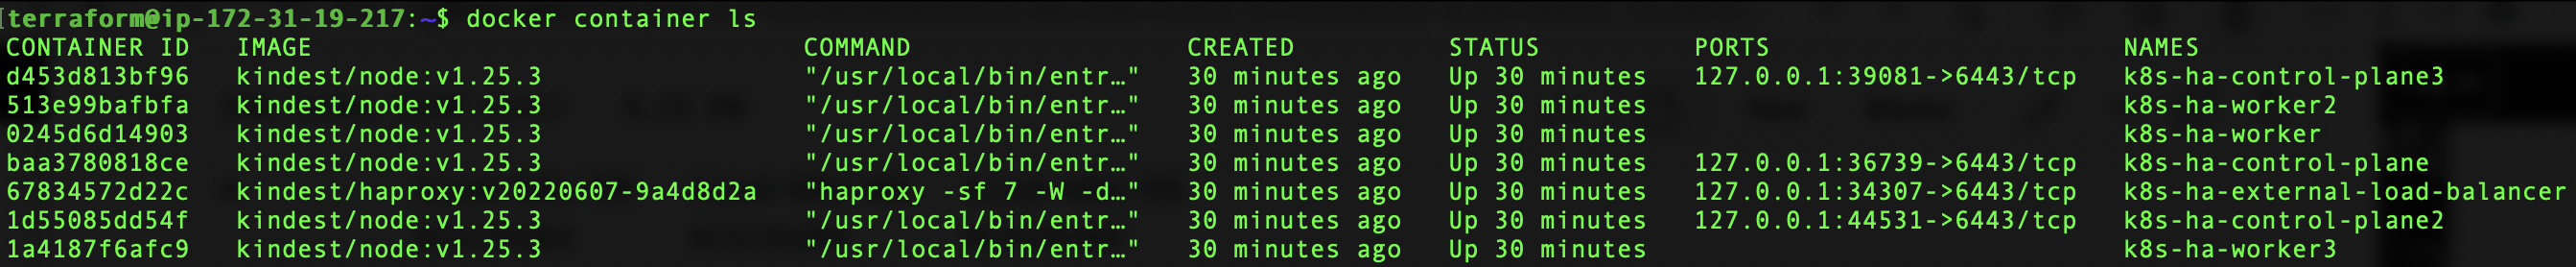 [terraform@ip-172-31-19-217:~$ docker container ls
CONTAINER ID   IMAGE                                COMMAND                  CREATED          STATUS          PORTS                       NAMES
d453d813bf96   kindest/node:v1.25.3                 "/usr/local/bin/entr…"   30 minutes ago   Up 30 minutes   127.0.0.1:39081->6443/tcp   k8s-ha-control-plane3
513e99bafbfa   kindest/node:v1.25.3                 "/usr/local/bin/entr…"   30 minutes ago   Up 30 minutes                               k8s-ha-worker2
0245d6d14903   kindest/node:v1.25.3                 "/usr/local/bin/entr…"   30 minutes ago   Up 30 minutes                               k8s-ha-worker
baa3780818ce   kindest/node:v1.25.3                 "/usr/local/bin/entr…"   30 minutes ago   Up 30 minutes   127.0.0.1:36739->6443/tcp   k8s-ha-control-plane
67834572d22c   kindest/haproxy:v20220607-9a4d8d2a   "haproxy -sf 7 -W -d…"   30 minutes ago   Up 30 minutes   127.0.0.1:34307->6443/tcp   k8s-ha-external-load-balancer
1d55085dd54f   kindest/node:v1.25.3                 "/usr/local/bin/entr…"   30 minutes ago   Up 30 minutes   127.0.0.1:44531->6443/tcp   k8s-ha-control-plane2
1a4187f6afc9   kindest/node:v1.25.3                 "/usr/local/bin/entr…"   30 minutes ago   Up 30 minutes                               k8s-ha-worker3